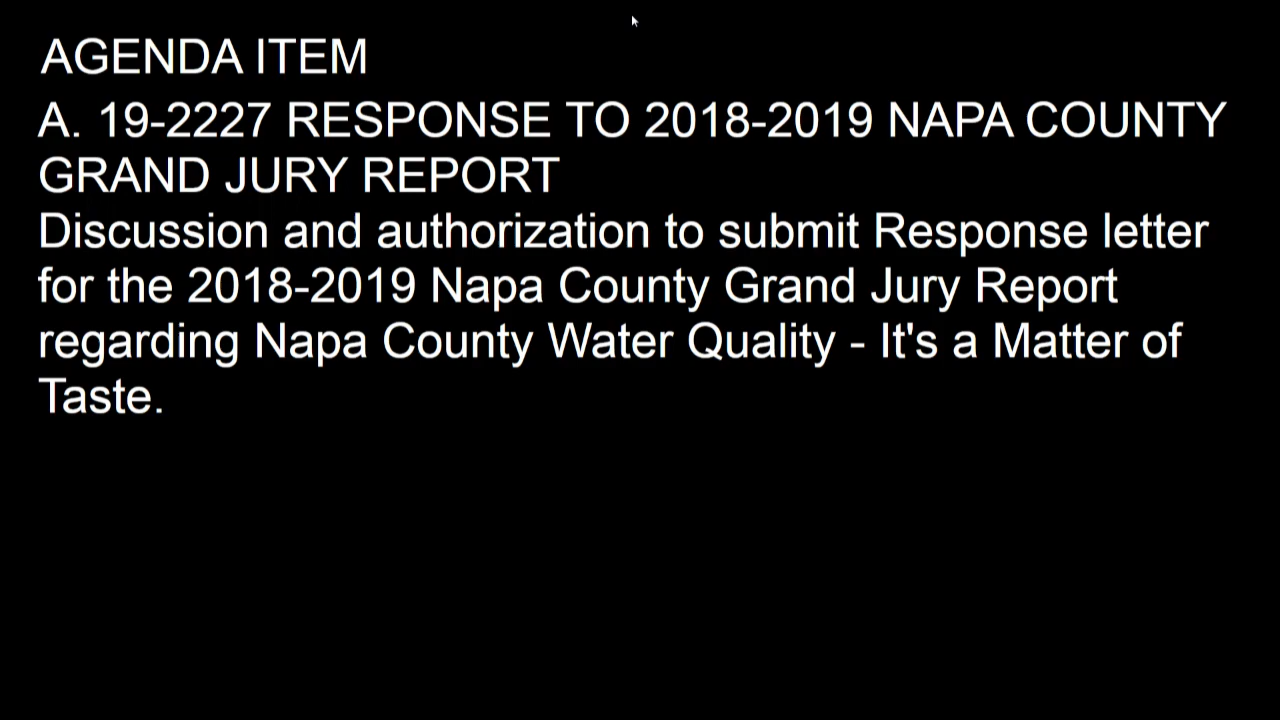 AGENDA ITEM
A. 19-2227 RESPONSE TO 2018-2019 NAPA COUNTY
GRAND JURY REPORT
Discussion and authorization to submit Response letter
for the 2018-2019 Napa County Grand Jury Report
regarding Napa County Water Quality - It's a Matter of
Taste.